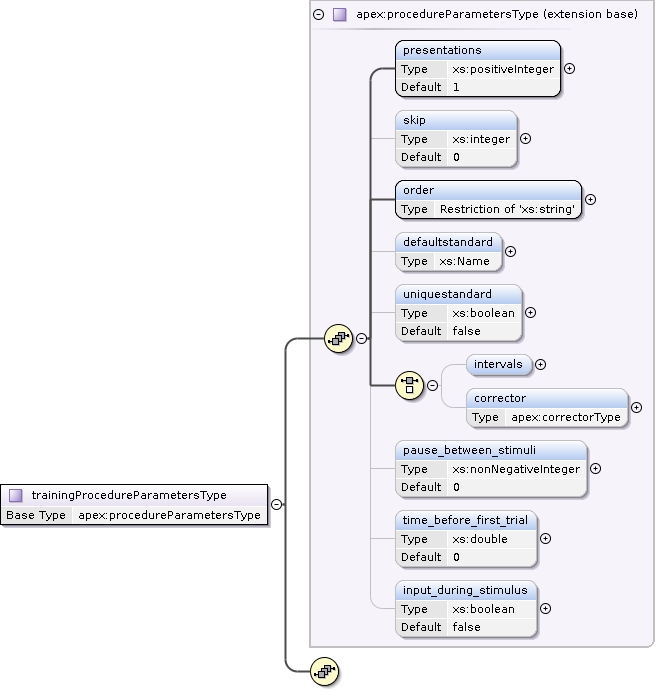 apex:procedureParametersType (extension base)
presentations
Type xs:positiveInteger
Default 1
skip
Type xs:integer
Default 0
order
Type Restriction of 'xs:string'
defaultstandard
Type xs:Name
uniquestandard
Type xs:boolean
Default false
intervals
corrector
Type apex:correctorType
pause_between_stimuli
Type xs:nonNegativeInteger
Default 0
trainingProcedureParametersType
Base Type apex:procedureParametersType
time_before_first_trial
Type xs:double
Default 0
input_during_stimulus
Type xs:boolean
Default false